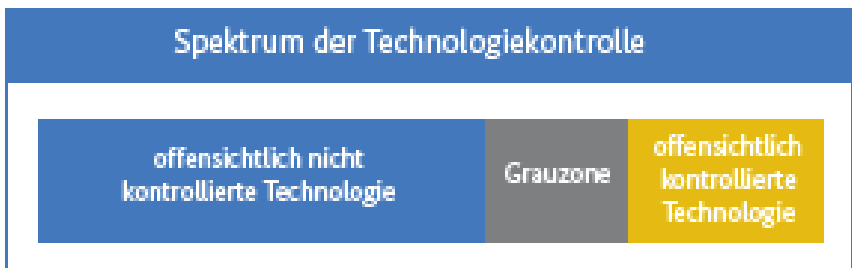 Spektrum der Technologiekontrolle
offensichtlich nicht
kontrollierte Technologie
Grauzone
offensichtlich
kontrollierte
Technologie